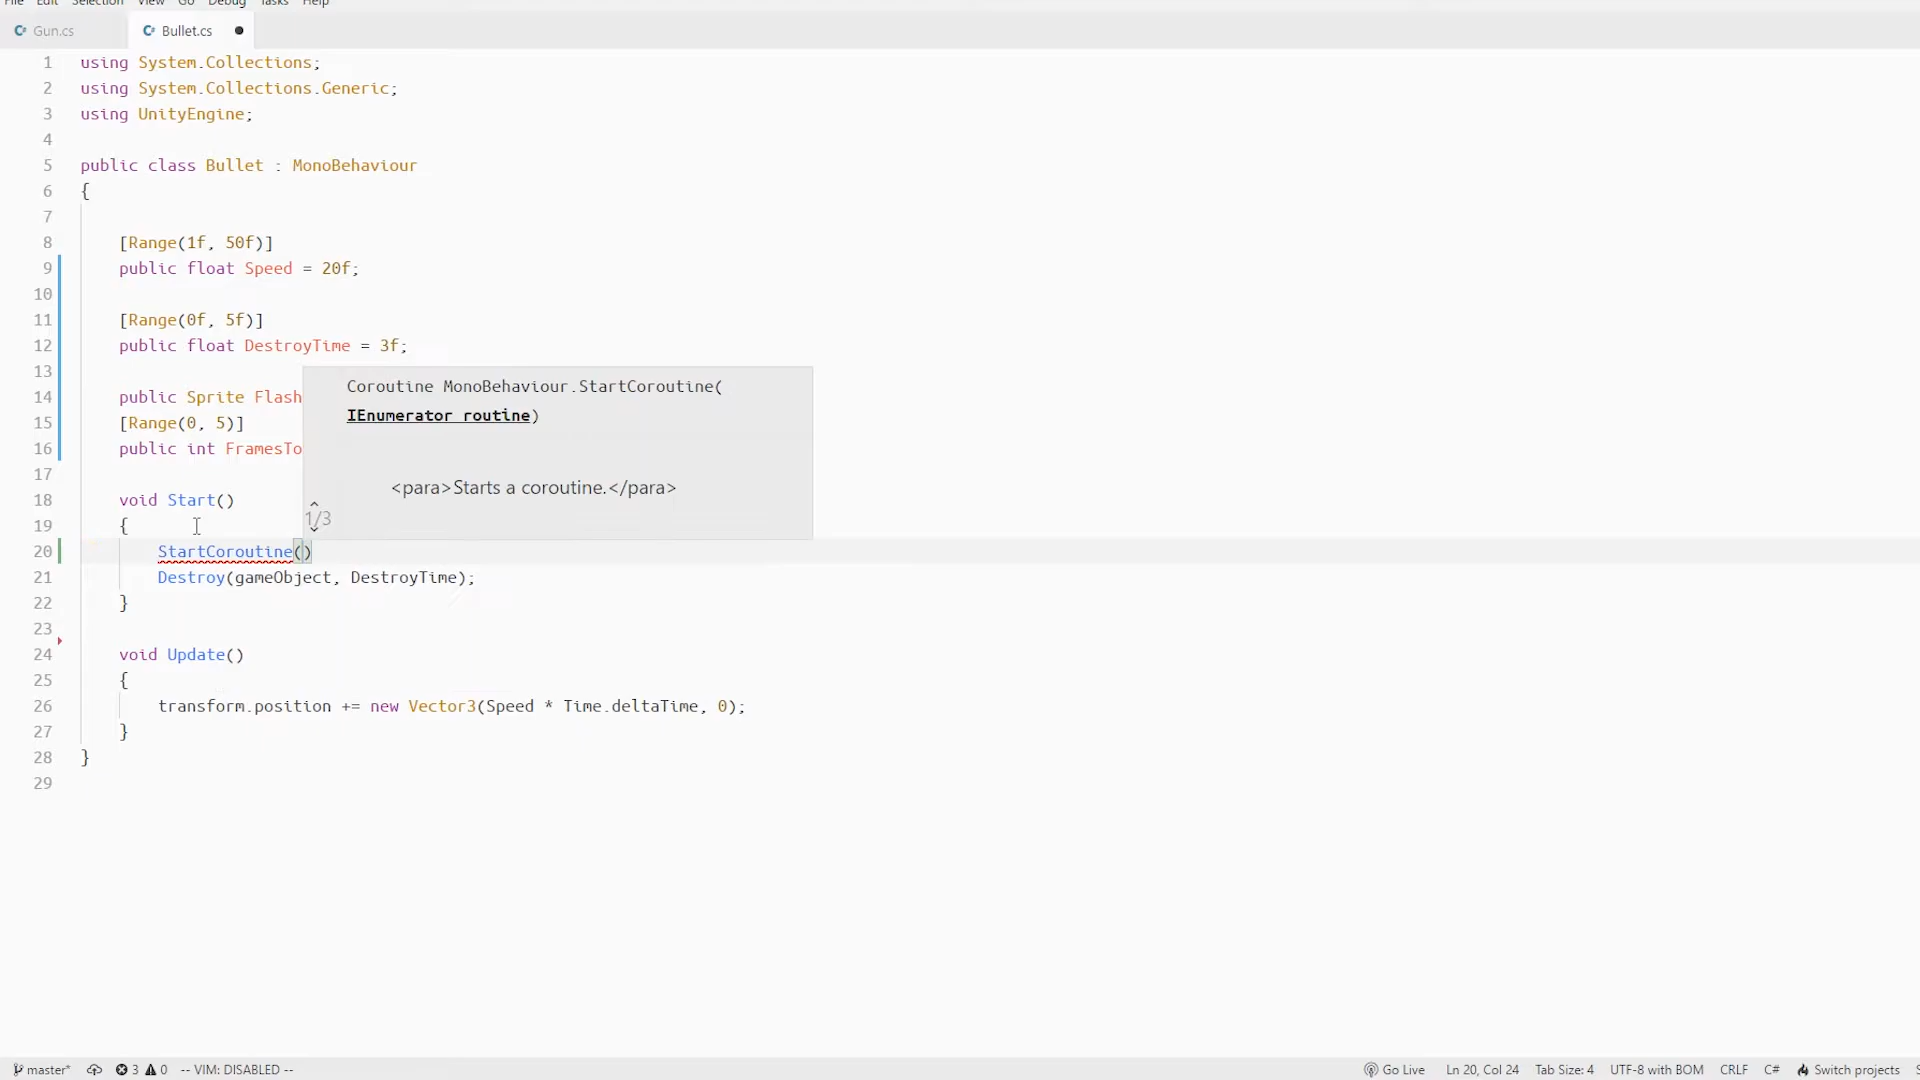 File Edit Selection View Go Debug Tasks Help
Gun.cs Bullet.cs
1 using System.Collections;
2 using System.Collections.Generic;
3 using UnityEngine;
4
5 public class Bullet : MonoBehaviour
6 {
7
8 [Range(1f, 50f)]
9 public float Speed = 20f;
10
11 [Range(0f, 5f)]
12 public float DestroyTime = 3f;
13
Coroutine MonoBehaviour.StartCoroutine(
14 public Sprite Flash
IEnumerator routine)
15 [Range(0, 5)]
16 public int FramesTo
17
<para>Starts a coroutine.</para>
18 void Start()
1/3
19 {
20 StartCoroutine()
21 Destroy(gameObject, DestroyTime);
22 }
23
24 void Update()
25 {
26 transform.position += new Vector3(Speed * Time.deltaTime, 0);
27 }
28 }
29
master* 3 0 -- VIM: DISABLED -- Go Live Ln 20, Col 24 Tab Size: 4 UTF-8 with BOM CRLF C# Switch projects